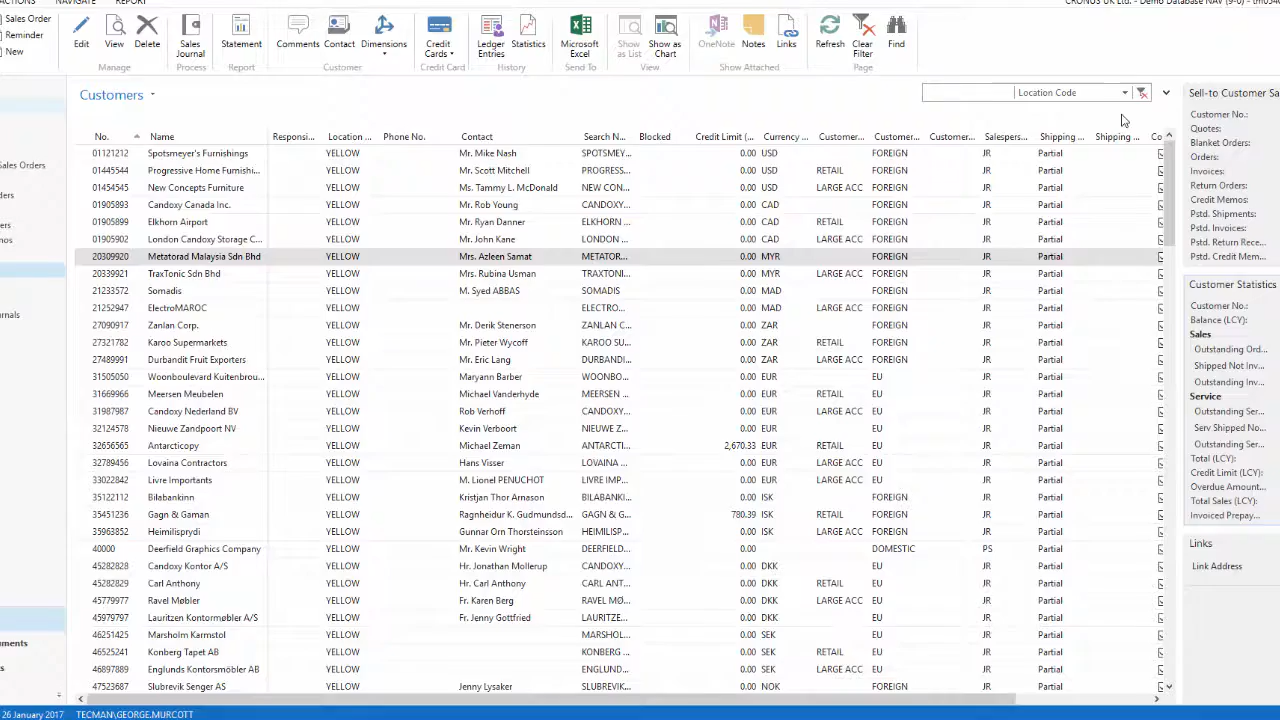 ACTIONS NAVIGATE REPORT CRONUS UK Ltd. - Demo Database NAV (9-0)
Sales Order
Reminder
New
Edit View Delete Sales Journal Statement Comments Contact Dimensions Credit Cards Ledger Entries Statistics Microsoft Excel Show as List Show as Chart OneNote Notes Links Refresh Clear Filter Find
Manage Process Report Customer Credit Card History Send To View Show Attached Page
Customers
Location Code
No. Name Responsi... Location ... Phone No. Contact Search N... Blocked Credit Limit (... Currency ... Customer... Customer... Customer... Salespers... Shipping ... Shipping ... Co
01121212 Spotsmeyer's Furnishings YELLOW Mr. Mike Nash SPOTSMEY... 0.00 USD FOREIGN JR Partial
01445544 Progressive Home Furnishi... YELLOW Mr. Scott Mitchell PROGRESS... 0.00 USD RETAIL FOREIGN JR Partial
01454545 New Concepts Furniture YELLOW Ms. Tammy L. McDonald NEW CON... 0.00 USD LARGE ACC FOREIGN JR Partial
01905893 Candoxy Canada Inc. YELLOW Mr. Rob Young CANDOXY... 0.00 CAD FOREIGN JR Partial
01905899 Elkhorn Airport YELLOW Mr. Ryan Danner ELKHORN ... 0.00 CAD RETAIL FOREIGN JR Partial
01905902 London Candoxy Storage C... YELLOW Mr. John Kane LONDON ... 0.00 CAD LARGE ACC FOREIGN JR Partial
20309920 Metatorad Malaysia Sdn Bhd YELLOW Mrs. Azleen Samat METATOR... 0.00 MYR FOREIGN JR Partial
20339921 TraxTonic Sdn Bhd YELLOW Mrs. Rubina Usman TRAXTONI... 0.00 MYR LARGE ACC FOREIGN JR Partial
21233572 Somadis YELLOW M. Syed ABBAS SOMADIS 0.00 MAD FOREIGN JR Partial
21252947 ElectroMAROC YELLOW ELECTRO... 0.00 MAD LARGE ACC FOREIGN JR Partial
27090917 Zanlan Corp. YELLOW Mr. Derik Stenerson ZANLAN C... 0.00 ZAR FOREIGN JR Partial
27321782 Karoo Supermarkets YELLOW Mr. Pieter Wycoff KAROO SU... 0.00 ZAR RETAIL FOREIGN JR Partial
27489991 Durbandit Fruit Exporters YELLOW Mr. Eric Lang DURBANDI... 0.00 ZAR LARGE ACC FOREIGN JR Partial
31505050 Woonboulevard Kuitenbrou... YELLOW Maryann Barber WOONBO... 0.00 EUR EU JR Partial
31669966 Meersen Meubelen YELLOW Michael Vanderhyde MEERSEN ... 0.00 EUR RETAIL EU JR Partial
31987987 Candoxy Nederland BV YELLOW Rob Verhoff CANDOXY... 0.00 EUR LARGE ACC EU JR Partial
32124578 Nieuwe Zandpoort NV YELLOW Kevin Verboort NIEUWE Z... 0.00 EUR EU JR Partial
32656565 Antarcticopy YELLOW Michael Zeman ANTARCTI... 2,670.33 EUR RETAIL EU JR Partial
32789456 Lovaina Contractors YELLOW Hans Visser LOVAINA ... 0.00 EUR LARGE ACC EU JR Partial
33022842 Livre Importants YELLOW M. Lionel PENUCHOT LIVRE IMP... 0.00 EUR LARGE ACC EU JR Partial
35122112 Bilabankinn YELLOW Kristjan Thor Arnason BILABANKI... 0.00 ISK FOREIGN JR Partial
35451236 Gagn & Gaman YELLOW Ragnheidur K. Gudmundsd... GAGN & G... 780.39 ISK RETAIL FOREIGN JR Partial
35963852 Heimilisprydi YELLOW Gunnar Orn Thorsteinsson HEIMILISP... 0.00 ISK LARGE ACC FOREIGN JR Partial
40000 Deerfield Graphics Company YELLOW Mr. Kevin Wright DEERFIELD... 0.00 DOMESTIC PS Partial
45282828 Candoxy Kontor A/S YELLOW Hr. Jonathan Mollerup CANDOXY... 0.00 DKK EU JR Partial
45282829 Carl Anthony YELLOW Hr. Carl Anthony CARL ANT... 0.00 DKK RETAIL EU JR Partial
45779977 Ravel Møbler YELLOW Fr. Karen Berg RAVEL MØ... 0.00 DKK LARGE ACC EU JR Partial
45979797 Lauritzen Kontormøbler A/S YELLOW Fr. Jenny Gottfried LAURITZE... 0.00 DKK EU JR Partial
46251425 Marsholm Karmstol YELLOW MARSHOL... 0.00 SEK EU JR Partial
46525241 Konberg Tapet AB YELLOW KONBERG ... 0.00 SEK RETAIL EU JR Partial
46897889 Englunds Kontorsmöbler AB YELLOW ENGLUND... 0.00 SEK LARGE ACC EU JR Partial
47523687 Slubrevik Senger AS YELLOW Jenny Lysaker SLUBREVIK... 0.00 NOK FOREIGN JR Partial
Sales Orders
Sell-to Customer Sa
Customer No.:
Quotes:
Blanket Orders:
Orders:
Invoices:
Return Orders:
Credit Memos:
Pstd. Shipments:
Pstd. Invoices:
Pstd. Return Rece...
Pstd. Credit Mem...
Customer Statistics
Customer No.:
Balance (LCY):
Sales
Outstanding Ord...
Shipped Not Inv...
Outstanding Inv...
Service
Outstanding Ser...
Serv Shipped No...
Outstanding Ser...
Total (LCY):
Credit Limit (LCY):
Overdue Amount...
Total Sales (LCY):
Invoiced Prepay...
Links
Link Address
26 January 2017 TECMAN\GEORGE.MURCOTT